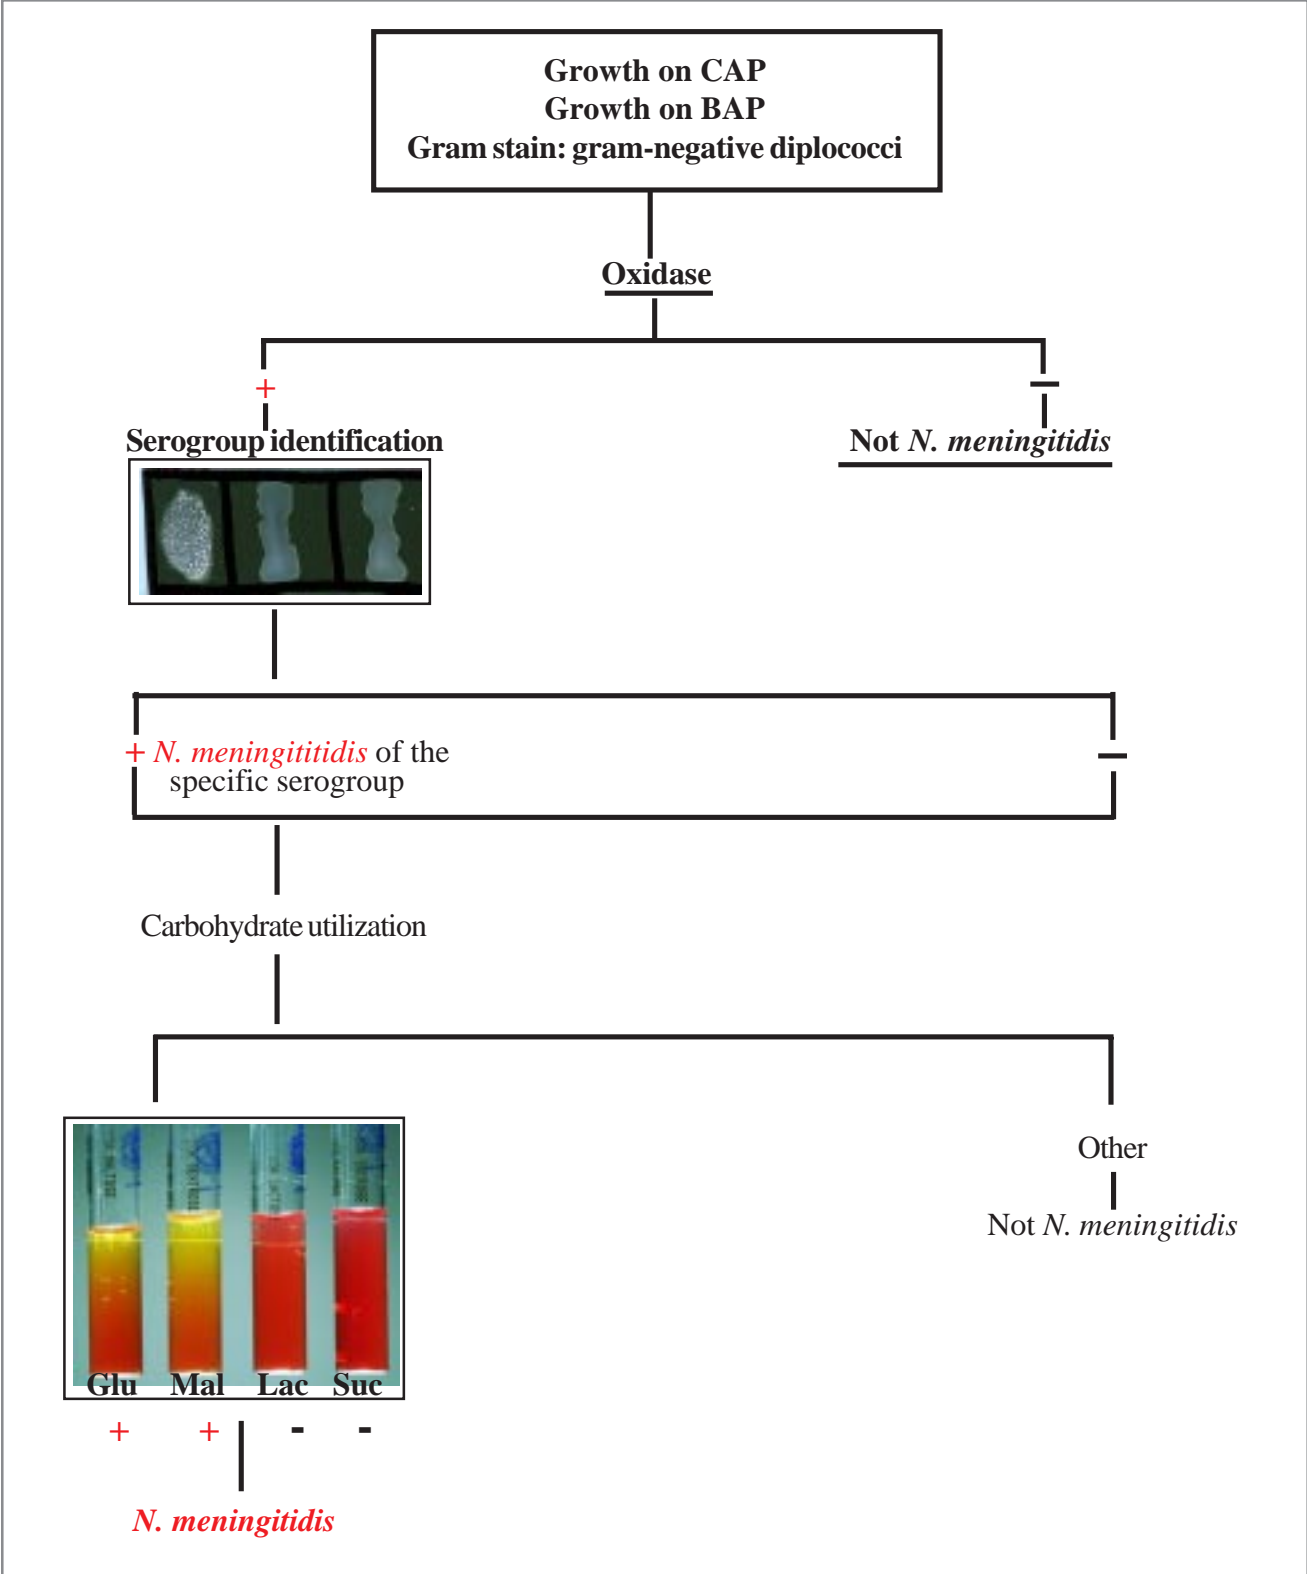 Growth on CAP
Growth on BAP
Gram stain: gram-negative diplococci
Oxidase
+
–
Serogroup identification
Not N. meningitidis
+ N. meningititidis of the
specific serogroup
–
Carbohydrate utilization
Other
Not N. meningitidis
Glu Mal Lac Suc
+ + - -
N. meningitidis